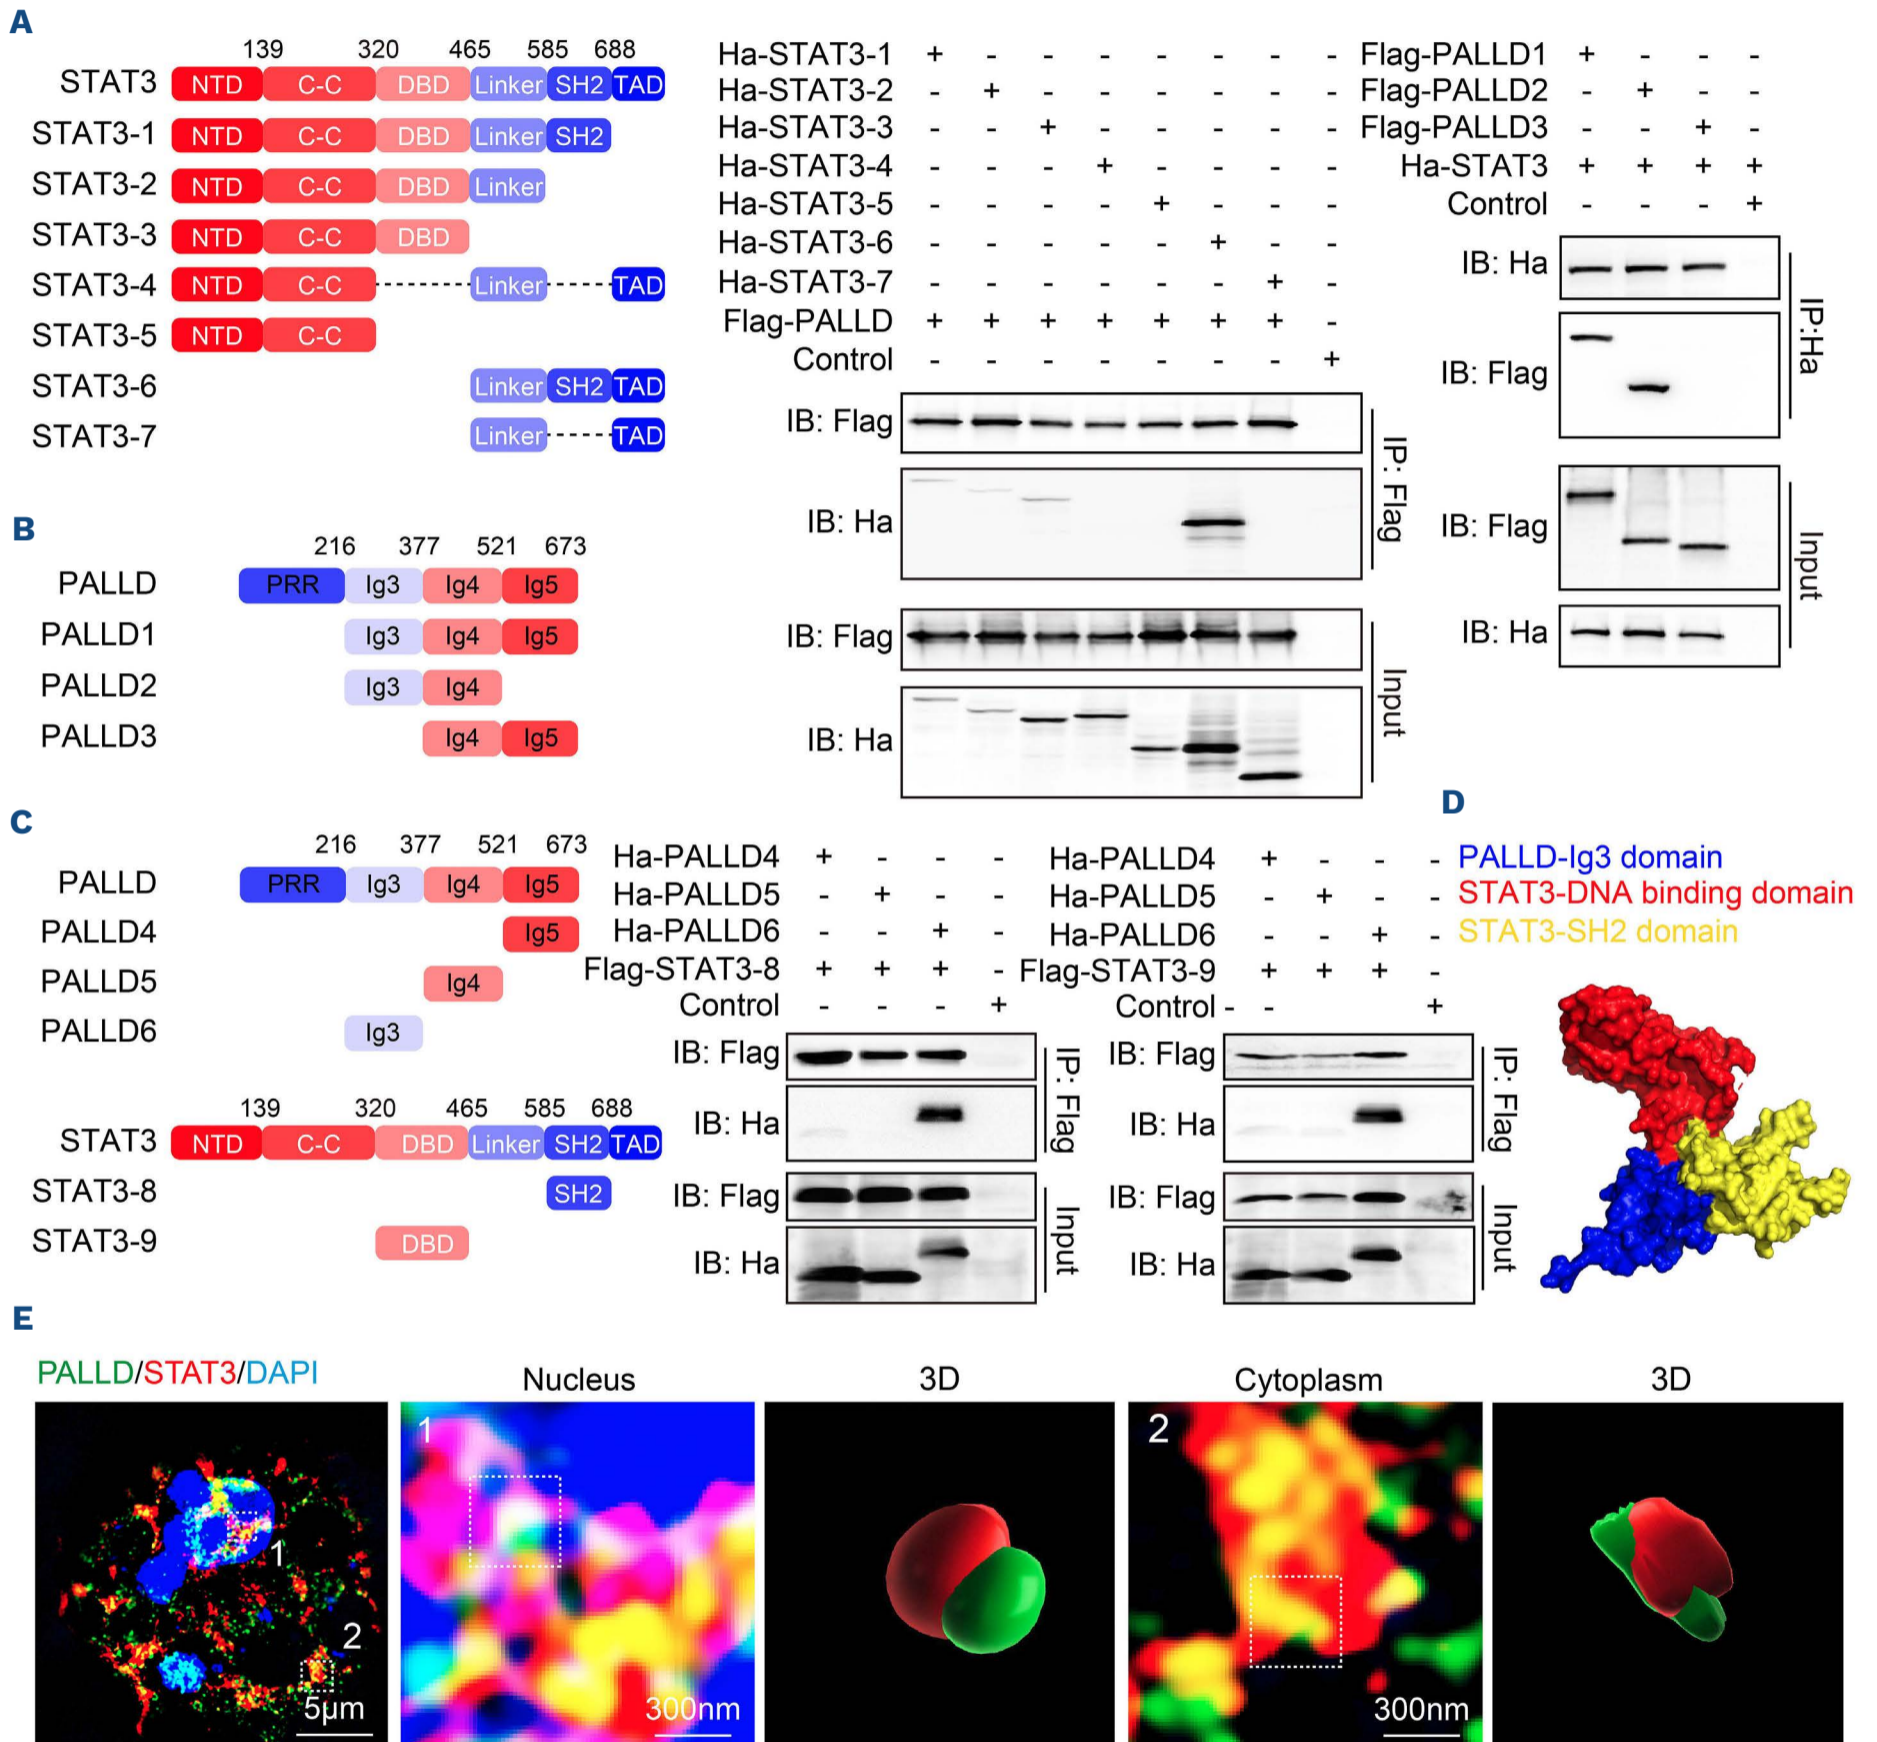 A
139 320 465 585 688
STAT3 NTD C-C DBD Linker SH2 TAD
STAT3-1 NTD C-C DBD Linker SH2
STAT3-2 NTD C-C DBD Linker
STAT3-3 NTD C-C DBD
STAT3-4 NTD C-C Linker TAD
STAT3-5 NTD C-C
STAT3-6 Linker SH2 TAD
STAT3-7 Linker TAD
Ha-STAT3-1 + - - - - - - -
Ha-STAT3-2 - + - - - - - -
Ha-STAT3-3 - - + - - - - -
Ha-STAT3-4 - - - + - - - -
Ha-STAT3-5 - - - - + - - -
Ha-STAT3-6 - - - - - + - -
Ha-STAT3-7 - - - - - - + -
Flag-PALLD + + + + + + + -
Control - - - - - - - +
IB: Flag
IB: Ha
IP: Flag
IB: Flag
IB: Ha
Input
Flag-PALLD1 + - - -
Flag-PALLD2 - + - -
Flag-PALLD3 - - + -
Ha-STAT3 + + + +
Control - - - +
IB: Ha
IB: Flag
IP:Ha
IB: Flag
IB: Ha
Input
B
216 377 521 673
PALLD PRR Ig3 Ig4 Ig5
PALLD1 Ig3 Ig4 Ig5
PALLD2 Ig3 Ig4
PALLD3 Ig4 Ig5
C
216 377 521 673
PALLD PRR Ig3 Ig4 Ig5
PALLD4 Ig5
PALLD5 Ig4
PALLD6 Ig3
139 320 465 585 688
STAT3 NTD C-C DBD Linker SH2 TAD
STAT3-8 SH2
STAT3-9 DBD
Ha-PALLD4 + - - -
Ha-PALLD5 - + - -
Ha-PALLD6 - - + -
Flag-STAT3-8 + + + -
Control - - - +
IB: Flag
IB: Ha
IP: Flag
IB: Flag
IB: Ha
Input
Ha-PALLD4 + - - -
Ha-PALLD5 - + - -
Ha-PALLD6 - - + -
Flag-STAT3-9 + + + -
Control - - +
IB: Flag
IB: Ha
IP: Flag
IB: Flag
IB: Ha
Input
D
PALLD-Ig3 domain
STAT3-DNA binding domain
STAT3-SH2 domain
E
PALLD/STAT3/DAPI
Nucleus
3D
Cytoplasm
3D
1
2
5μm
1
300nm
2
300nm